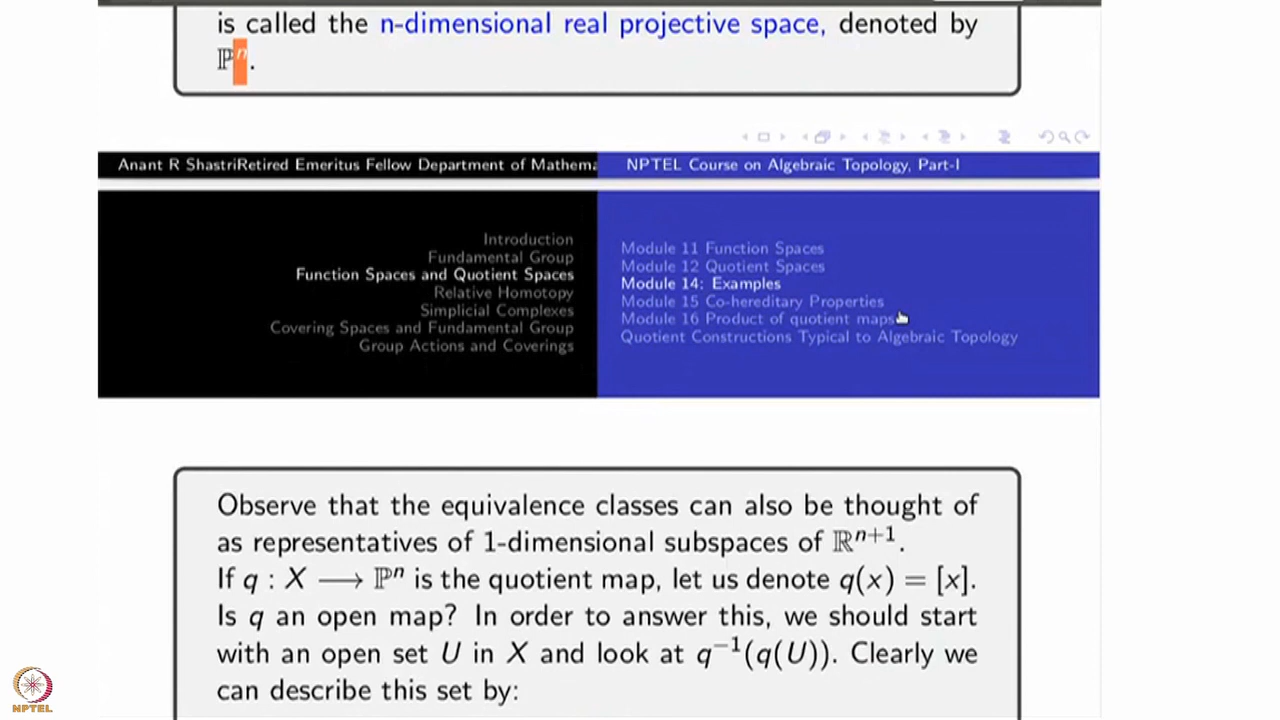 is called the n-dimensional real projective space, denoted by
ℙⁿ.
Anant R ShastriRetired Emeritus Fellow Department of Mathema
NPTEL Course on Algebraic Topology, Part-I
Introduction
Fundamental Group
Function Spaces and Quotient Spaces
Relative Homotopy
Simplicial Complexes
Covering Spaces and Fundamental Group
Group Actions and Coverings
Module 11 Function Spaces
Module 12 Quotient Spaces
Module 14: Examples
Module 15 Co-hereditary Properties
Module 16 Product of quotient maps
Quotient Constructions Typical to Algebraic Topology
Observe that the equivalence classes can also be thought of
as representatives of 1-dimensional subspaces of ℝⁿ⁺¹.
If q : X ⟶ ℙⁿ is the quotient map, let us denote q(x) = [x].
Is q an open map? In order to answer this, we should start
with an open set U in X and look at q⁻¹(q(U)). Clearly we
can describe this set by:
NPTEL